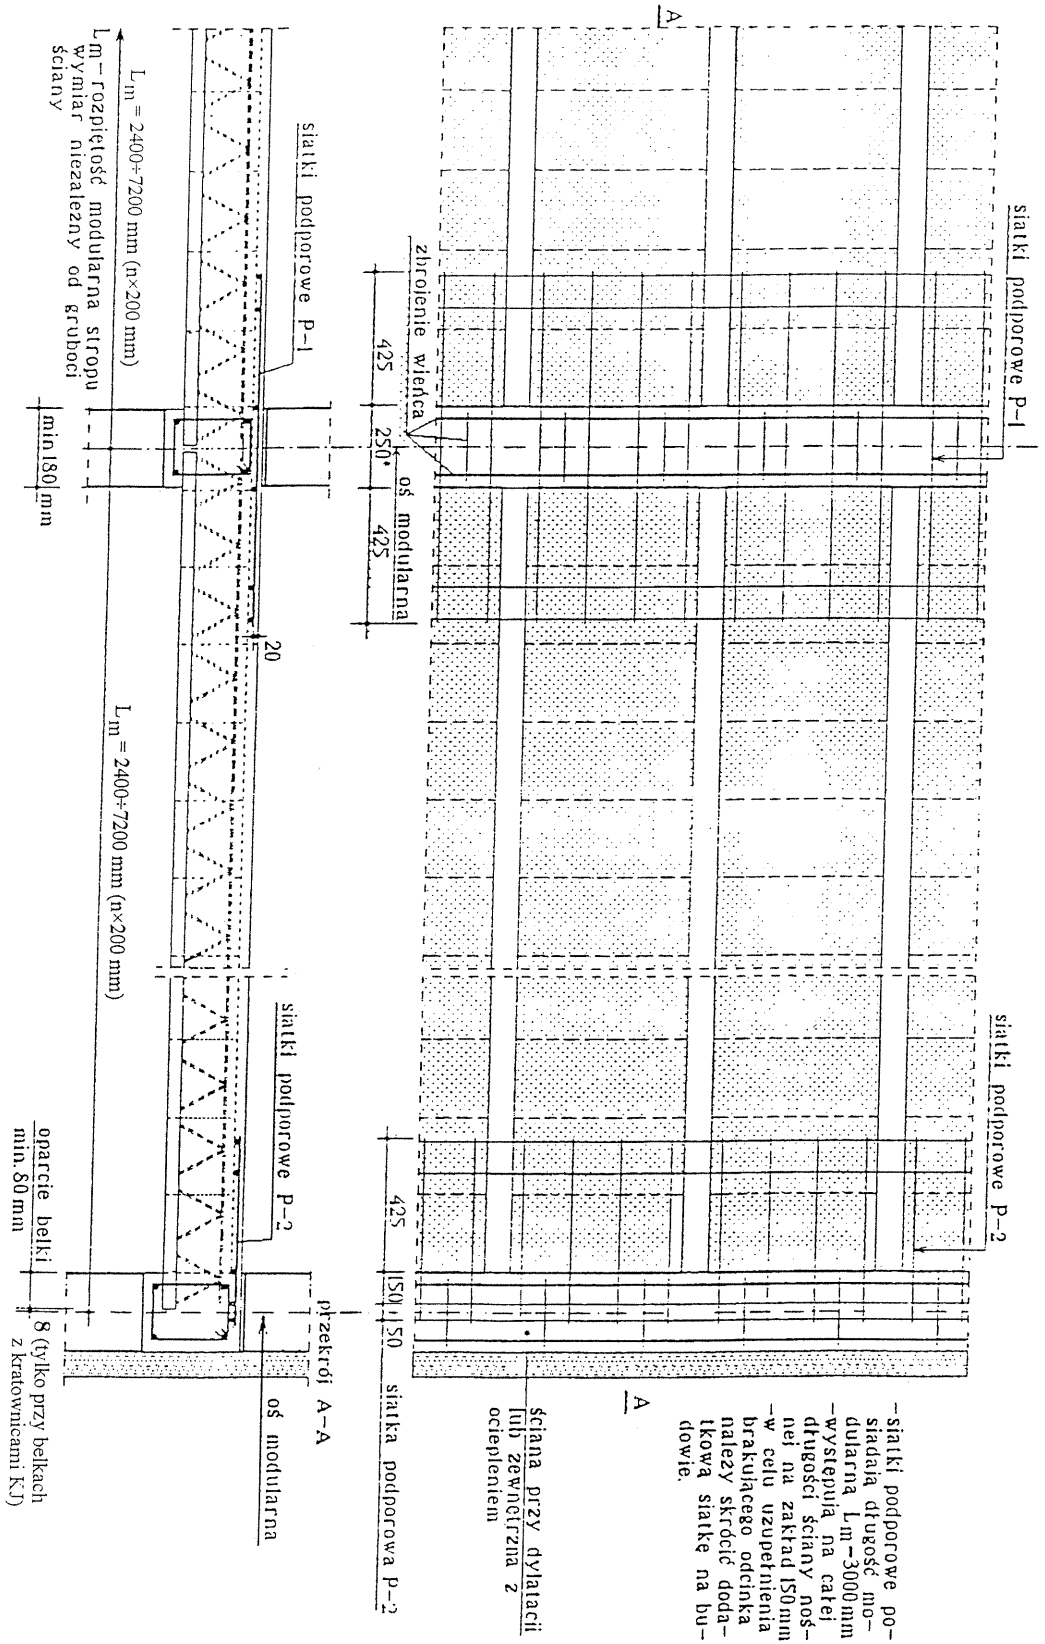 A
siatki podporowe P-1
siatki podporowe P-2
-siatki podporowe po-
siadają długość mo-
dularną Lm-3000mm
-występują na całej
długości ściany noś-
nej na zakład 150mm
-w celu uzupełnienia
brakującego odcinka
należy skrócić doda-
tkową siatkę na bu-
dowie.
A
zbrojenie wieńca
425
250*
425
oś modularna
425
150
150
siatka podporowa P-2
ściana przy dylatacji
lub zewnętrzna z
ociepleniem
siatki podporowe P-1
20
siatki podporowe P-2
przekrój A-A
oś modularna
Lm = 2400÷7200 mm (n×200 mm)
Lm = 2400÷7200 mm (n×200 mm)
Lm-rozpiętość modularna stropu
wymiar niezależny od gruboci
ściany
min 180 mm
oparcie belki
min. 80 mm
8 (tylko przy belkach
z kratownicami KJ)